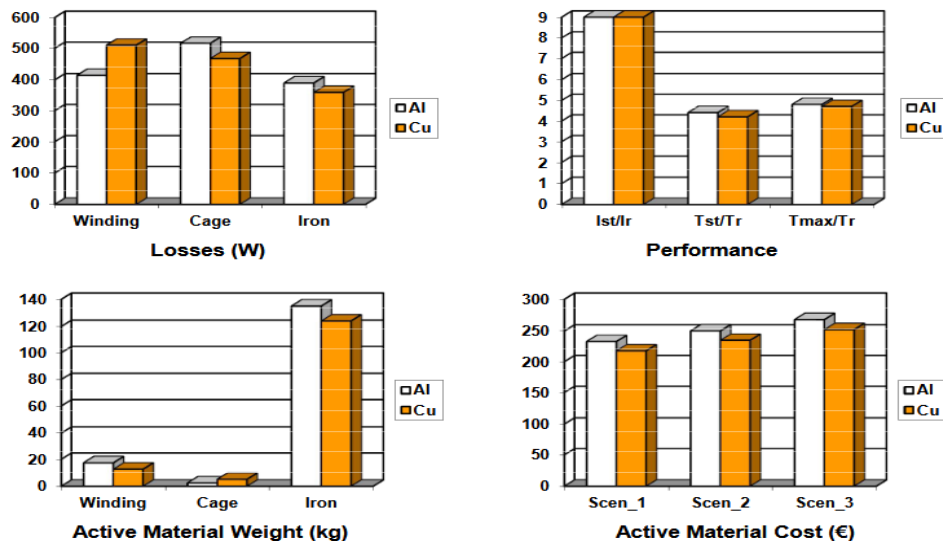 600
500
400
300
200
100
0
Winding Cage Iron
Losses (W)
Al
Cu
9
8
7
6
5
4
3
2
1
0
Ist/Ir Tst/Tr Tmax/Tr
Performance
Al
Cu
140
120
100
80
60
40
20
0
Winding Cage Iron
Active Material Weight (kg)
Al
Cu
300
250
200
150
100
50
0
Scen_1 Scen_2 Scen_3
Active Material Cost (€)
Al
Cu